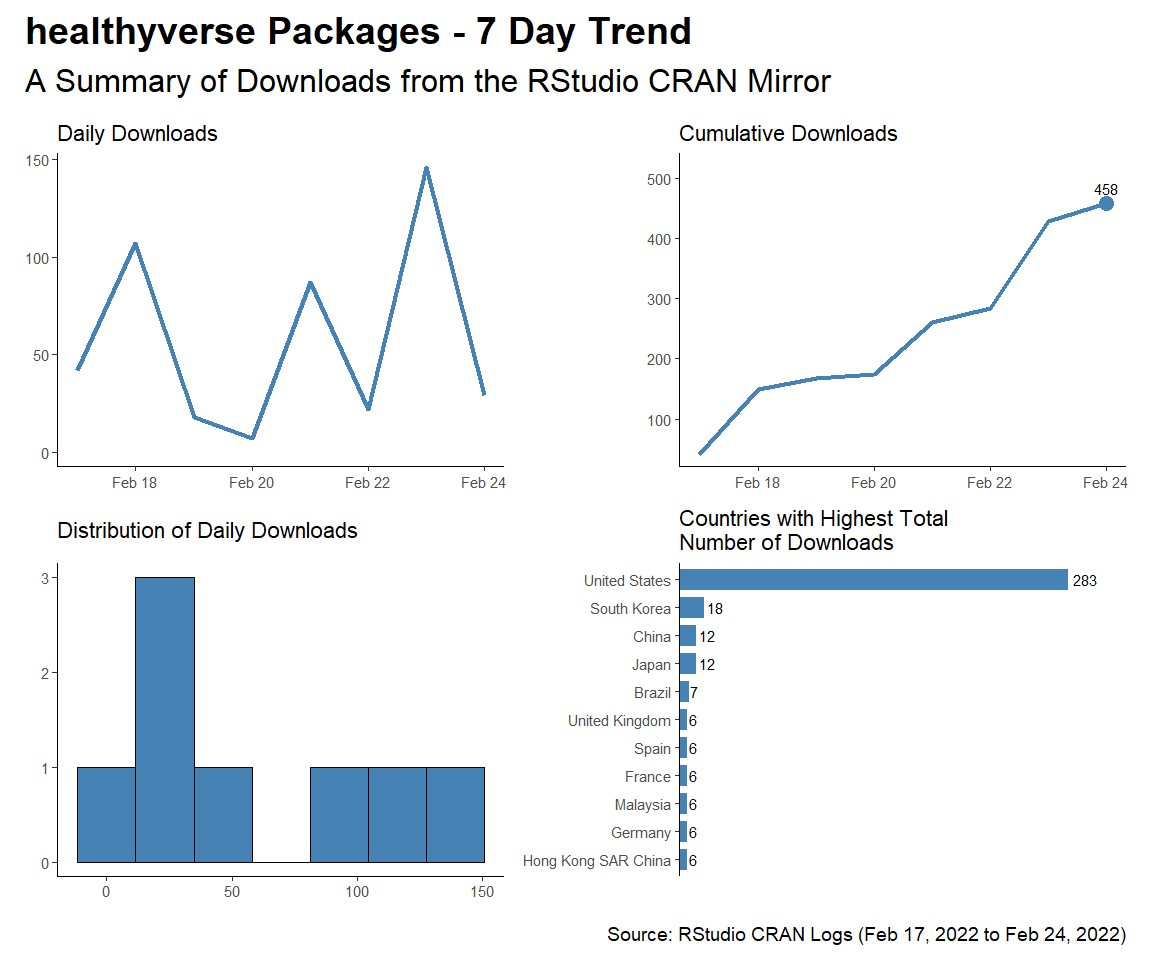 healthyverse Packages - 7 Day Trend
A Summary of Downloads from the RStudio CRAN Mirror
Daily Downloads
150
100
50
0
Feb 18
Feb 20
Feb 22
Feb 24
Cumulative Downloads
500
400
300
200
100
458
Feb 18
Feb 20
Feb 22
Feb 24
Distribution of Daily Downloads
3
2
1
0
0
50
100
150
Countries with Highest Total
Number of Downloads
United States 283
South Korea 18
China 12
Japan 12
Brazil 7
United Kingdom 6
Spain 6
France 6
Malaysia 6
Germany 6
Hong Kong SAR China 6
Source: RStudio CRAN Logs (Feb 17, 2022 to Feb 24, 2022)